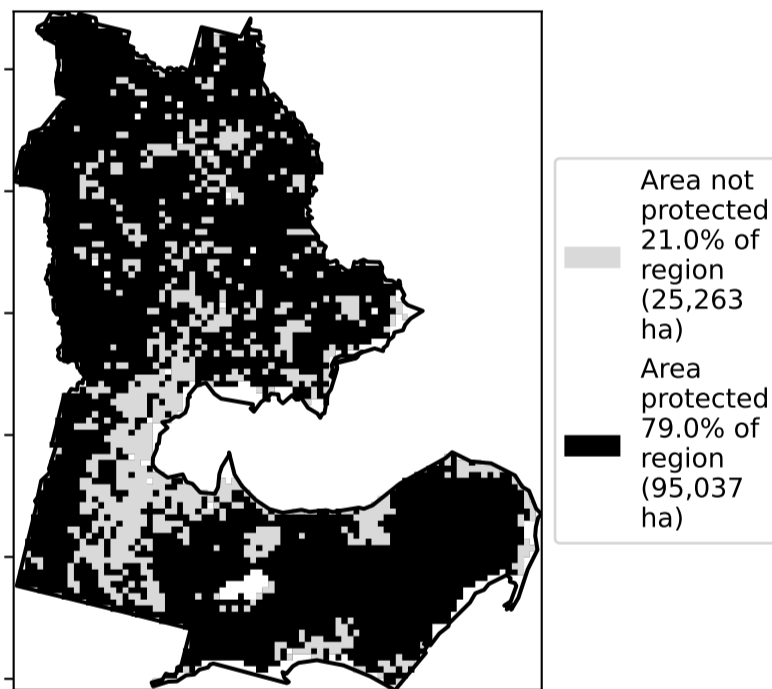 Area not
protected
21.0% of
region
(25,263
ha)
Area
protected
79.0% of
region
(95,037
ha)